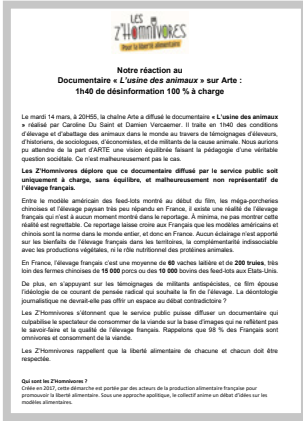 LES
Z'HOMNIVORES
Pour la liberté alimentaire
Notre réaction au
Documentaire « L'usine des animaux » sur Arte :
1h40 de désinformation 100 % à charge
Le mardi 14 mars, à 20H55, la chaîne Arte a diffusé le documentaire « L'usine des animaux
» réalisé par Caroline Du Saint et Damien Vercaemer. Il traite en 1h40 des conditions
d'élevage et d'abattage des animaux dans le monde au travers de témoignages d'éleveurs,
d'historiens, de sociologues, d'économistes, et de militants de la cause animale. Nous aurions
pu attendre de la part d'ARTE une vision équilibrée faisant la pédagogie d'une véritable
question sociétale. Ce n'est malheureusement pas le cas.
Les Z'Homnivores déplore que ce documentaire diffusé par le service public soit
uniquement à charge, sans équilibre, et malheureusement non représentatif de
l'élevage français.
Entre le modèle américain des feed-lots montré au début du film, les méga-porcheries
chinoises et l'élevage paysan très peu répandu en France, il existe une réalité de l'élevage
français qui n'est à aucun moment montré dans le reportage. À minima, ne pas montrer cette
réalité est regrettable. Ce reportage laisse croire aux Français que les modèles américains et
chinois sont la norme dans le monde entier, et donc en France. Aucun éclairage n'est apporté
sur les bienfaits de l'élevage français dans les territoires, la complémentarité indissociable
avec les productions végétales, ni le rôle nutritionnel des protéines animales.
En France, l'élevage français c'est une moyenne de 60 vaches laitière et de 200 truies, très
loin des fermes chinoises de 15 000 porcs ou des 10 000 bovins des feed-lots aux Etats-Unis.
De plus, en s'appuyant sur les témoignages de militants antispécistes, ce film épouse
l'idéologie de ce courant de pensée radical qui souhaite la fin de l'élevage. La déontologie
journalistique ne devrait-elle pas offrir un espace au débat contradictoire ?
Les Z'Homnivores s'étonnent que le service public puisse diffuser un documentaire qui
culpabilise le spectateur de consommer de la viande sur la base d'images qui ne reflètent pas
le savoir-faire et la qualité de l'élevage français. Rappelons que 98 % des Français sont
omnivores et consomment de la viande.
Les Z'Homnivores rappellent que la liberté alimentaire de chacune et chacun doit être
respectée.
Qui sont les Z'Homnivores ?
Créée en 2017, cette démarche est portée par des acteurs de la production alimentaire française pour
promouvoir la liberté alimentaire. Sous une approche apolitique, le collectif anime un débat d'idées sur les
modèles alimentaires.